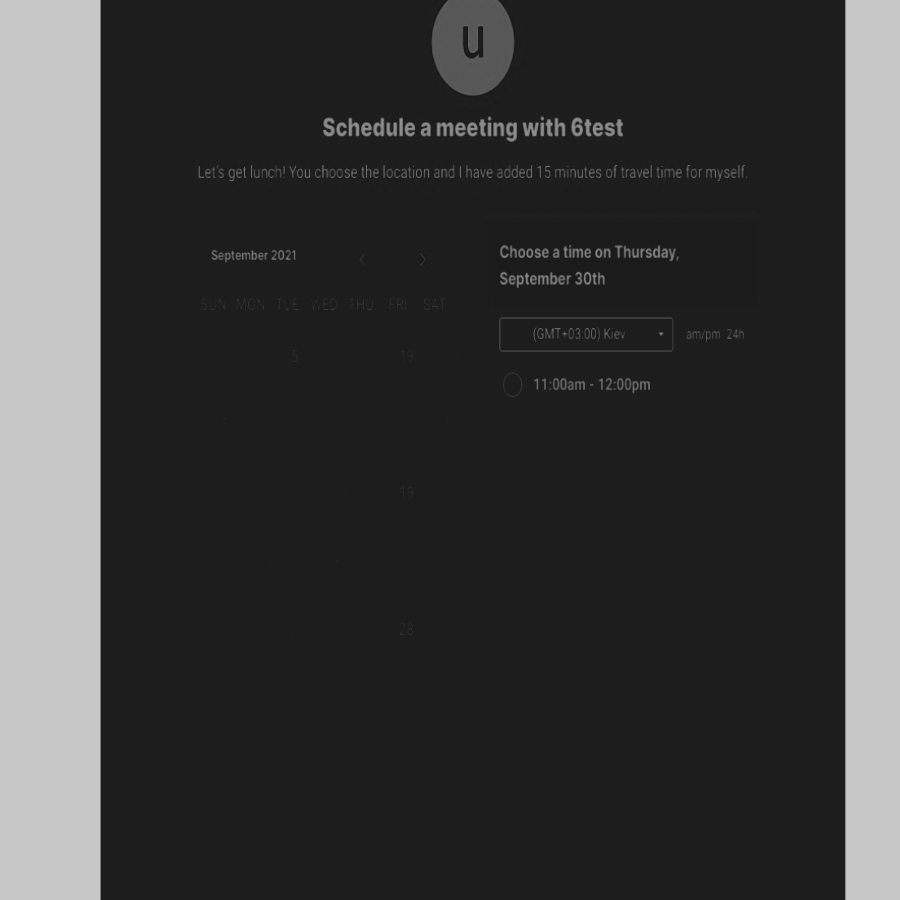 u
Schedule a meeting with 6test
Let's get lunch! You choose the location and I have added 15 minutes of travel time for myself.
September 2021
SUN MON TUE WED THU FRI SAT
5 19
19
28
Choose a time on Thursday,
September 30th
(GMT+03:00) Kiev am/pm 24h
11:00am - 12:00pm